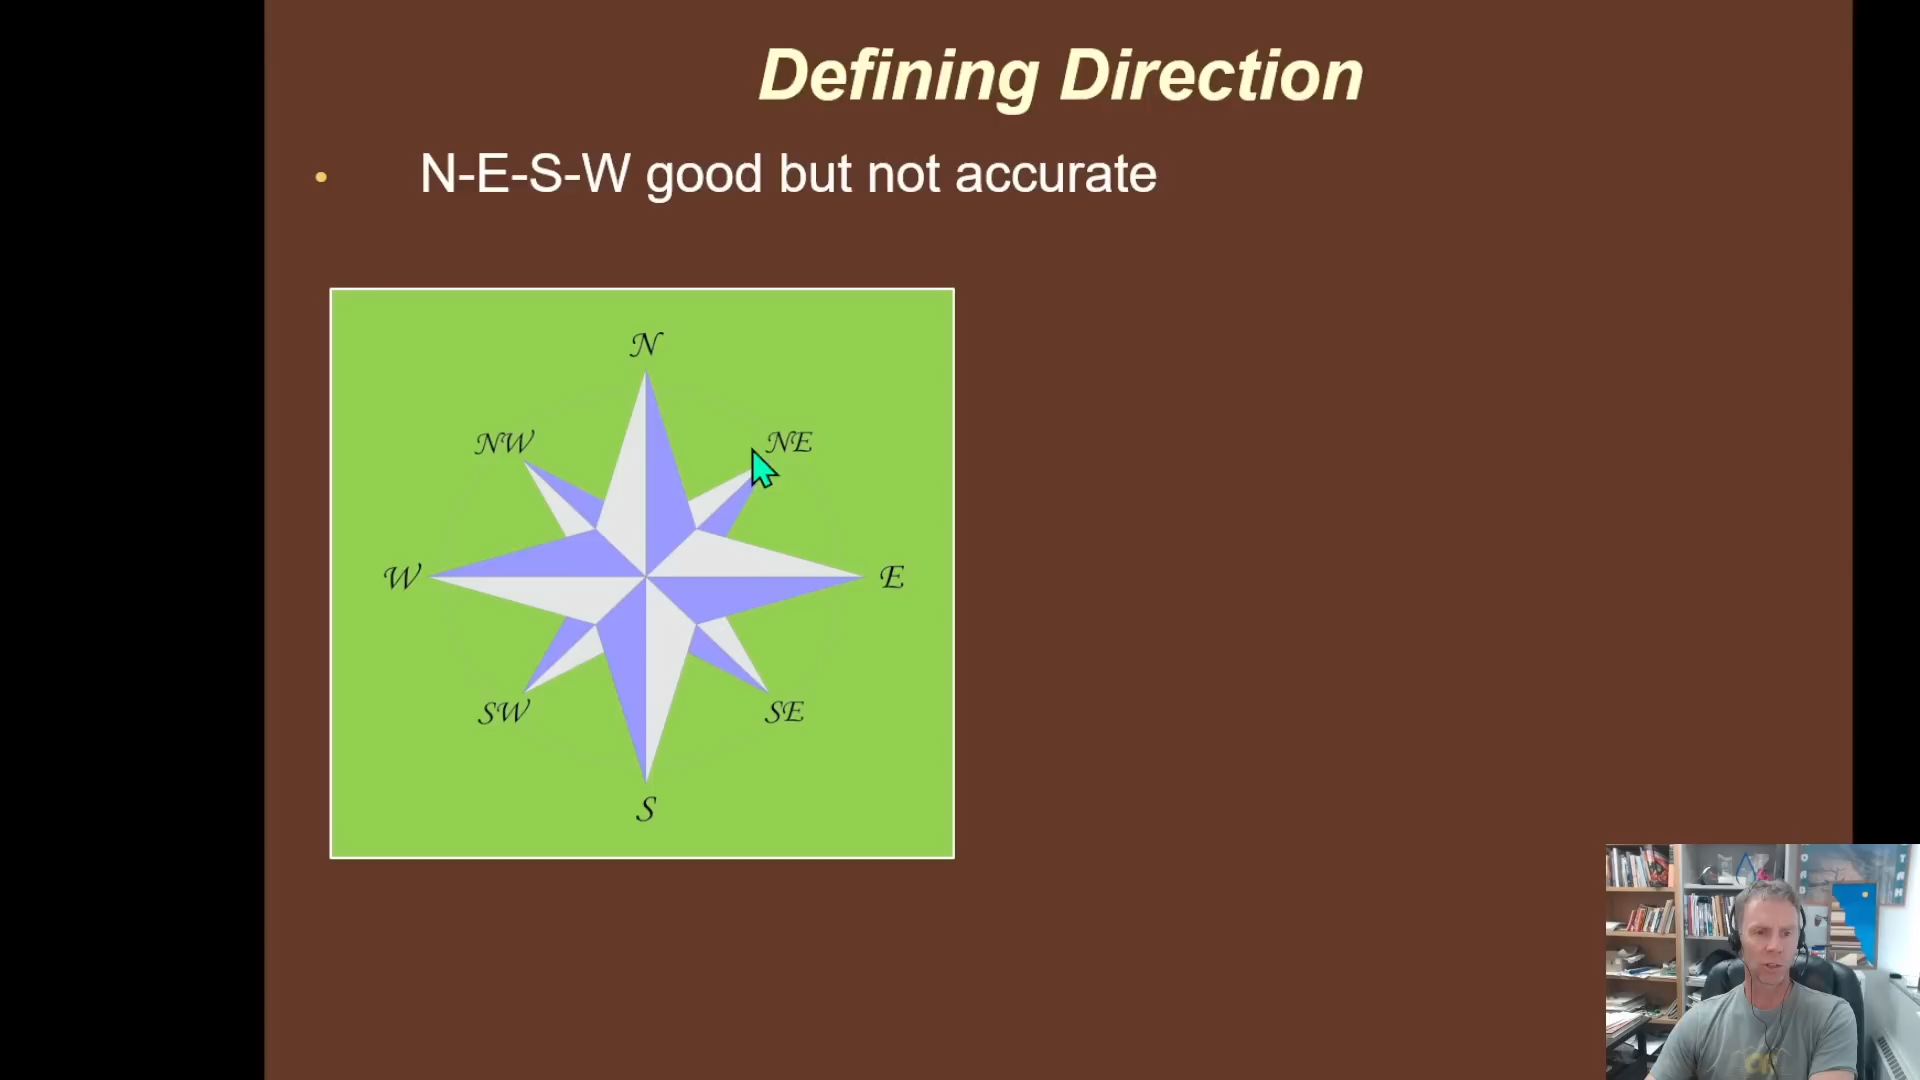 Defining Direction
• N-E-S-W good but not accurate
N
NW
NE
W
E
SW
SE
S